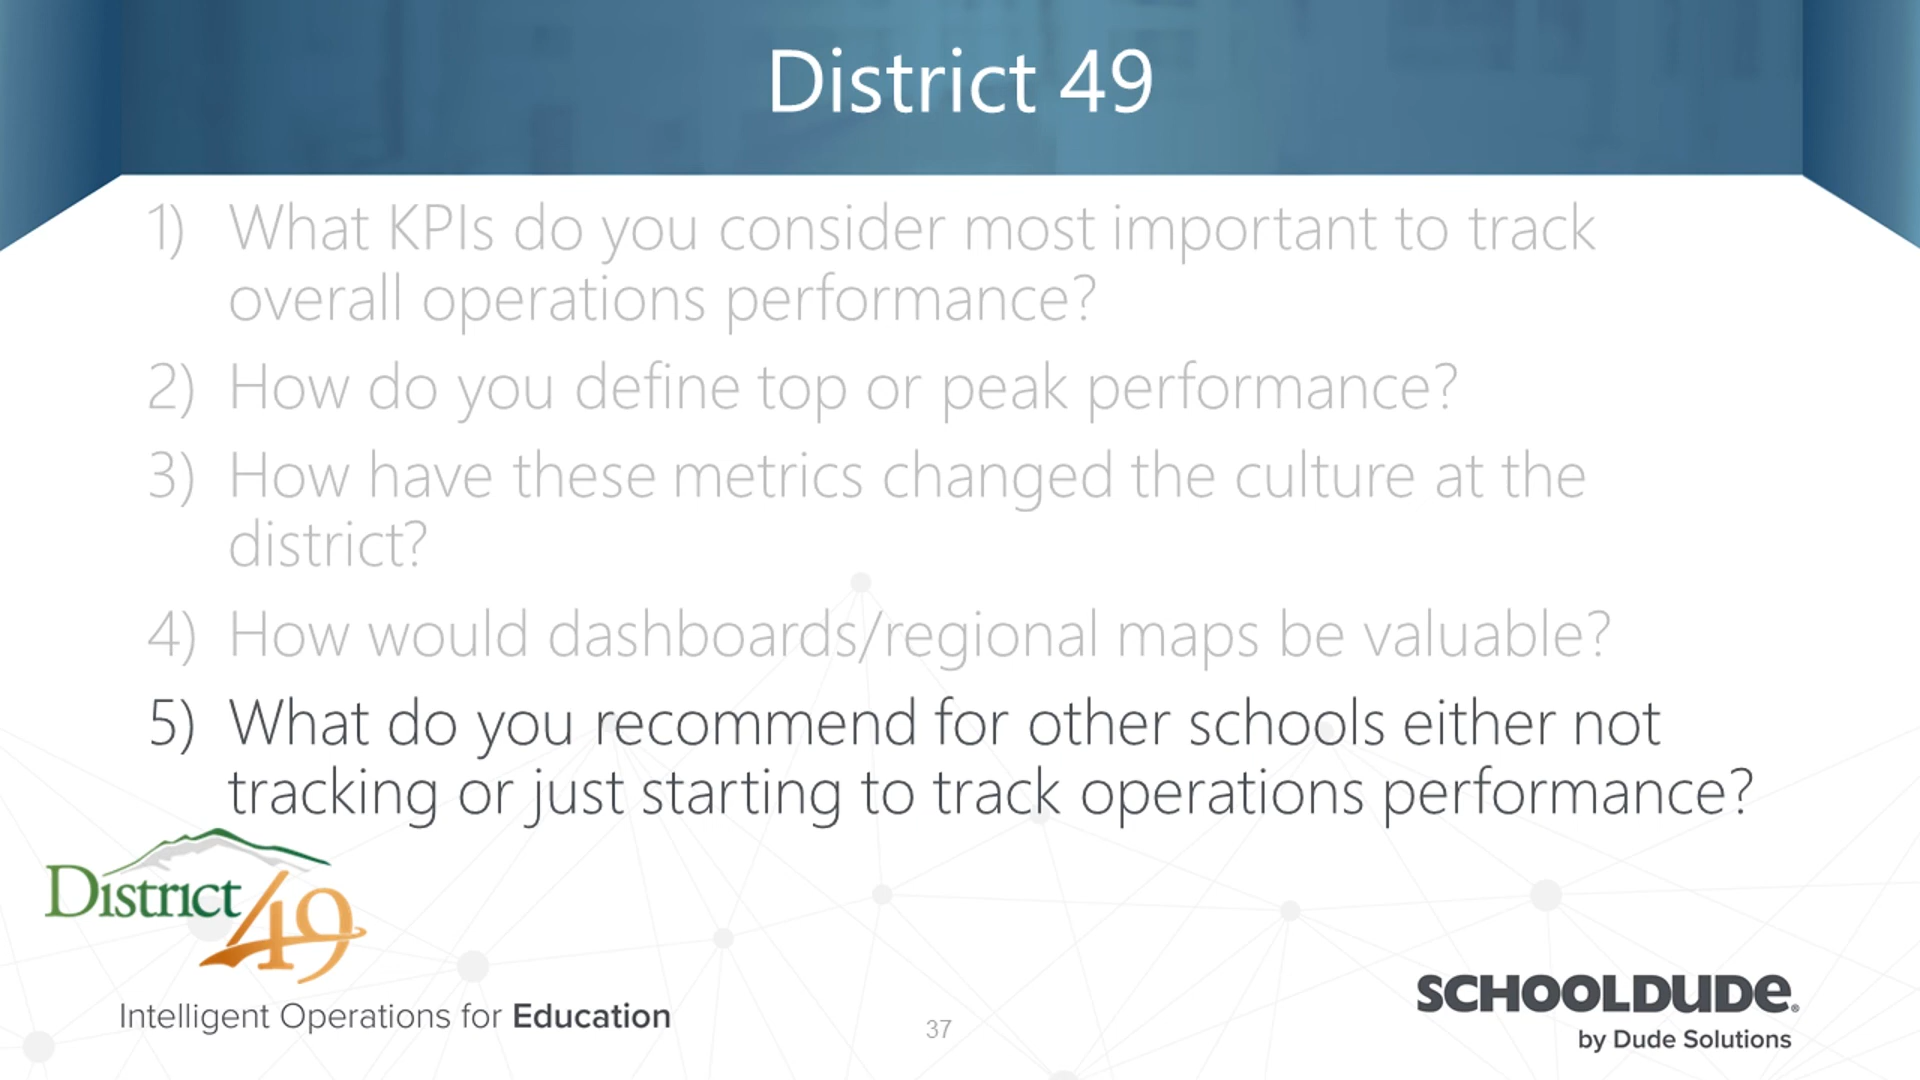 District 49
1) What KPIs do you consider most important to track
overall operations performance?
2) How do you define top or peak performance?
3) How have these metrics changed the culture at the
district?
4) How would dashboards/regional maps be valuable?
5) What do you recommend for other schools either not
tracking or just starting to track operations performance?
District 49
Intelligent Operations for Education
37
SCHOOLDUDE®
by Dude Solutions